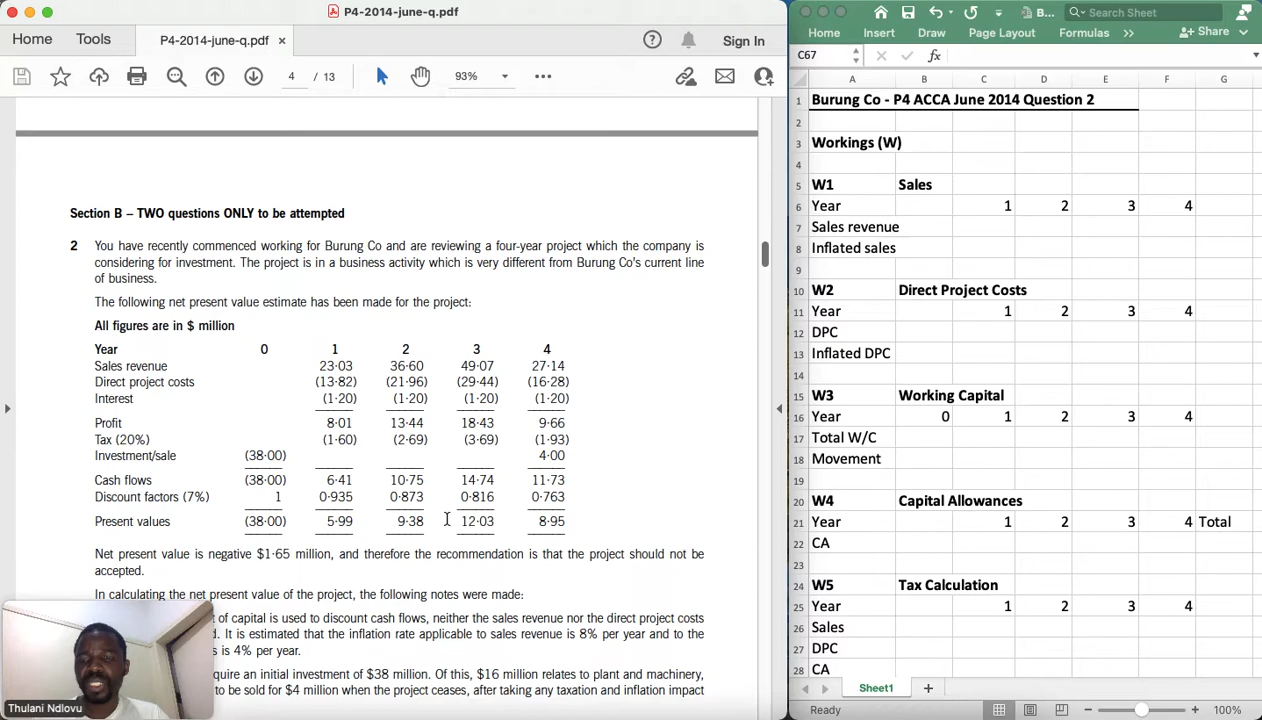 P4-2014-june-q.pdf
Home Tools P4-2014-june-q.pdf × Sign In
4 / 13 93%
Section B – TWO questions ONLY to be attempted
2 You have recently commenced working for Burung Co and are reviewing a four-year project which the company is
considering for investment. The project is in a business activity which is very different from Burung Co's current line
of business.
The following net present value estimate has been made for the project:
All figures are in $ million
Year 0 1 2 3 4
Sales revenue 23·03 36·60 49·07 27·14
Direct project costs (13·82) (21·96) (29·44) (16·28)
Interest (1·20) (1·20) (1·20) (1·20)
Profit 8·01 13·44 18·43 9·66
Tax (20%) (1·60) (2·69) (3·69) (1·93)
Investment/sale (38·00) 4·00
Cash flows (38·00) 6·41 10·75 14·74 11·73
Discount factors (7%) 1 0·935 0·873 0·816 0·763
Present values (38·00) 5·99 9·38 12·03 8·95
Net present value is negative $1·65 million, and therefore the recommendation is that the project should not be
accepted.
In calculating the net present value of the project, the following notes were made:
of capital is used to discount cash flows, neither the sales revenue nor the direct project costs
. It is estimated that the inflation rate applicable to sales revenue is 8% per year and to the
s is 4% per year.
quire an initial investment of $38 million. Of this, $16 million relates to plant and machinery,
to be sold for $4 million when the project ceases, after taking any taxation and inflation impact
Thulani Ndlovu
B... Search Sheet
Home Insert Draw Page Layout Formulas Share
C67 fx
A B C D E F G
1 Burung Co - P4 ACCA June 2014 Question 2
2
3 Workings (W)
4
5 W1 Sales
6 Year 1 2 3 4
7 Sales revenue
8 Inflated sales
9
10 W2 Direct Project Costs
11 Year 1 2 3 4
12 DPC
13 Inflated DPC
14
15 W3 Working Capital
16 Year 0 1 2 3 4
17 Total W/C
18 Movement
19
20 W4 Capital Allowances
21 Year 1 2 3 4 Total
22 CA
23
24 W5 Tax Calculation
25 Year 1 2 3 4
26 Sales
27 DPC
28 CA
Sheet1
Ready 100%